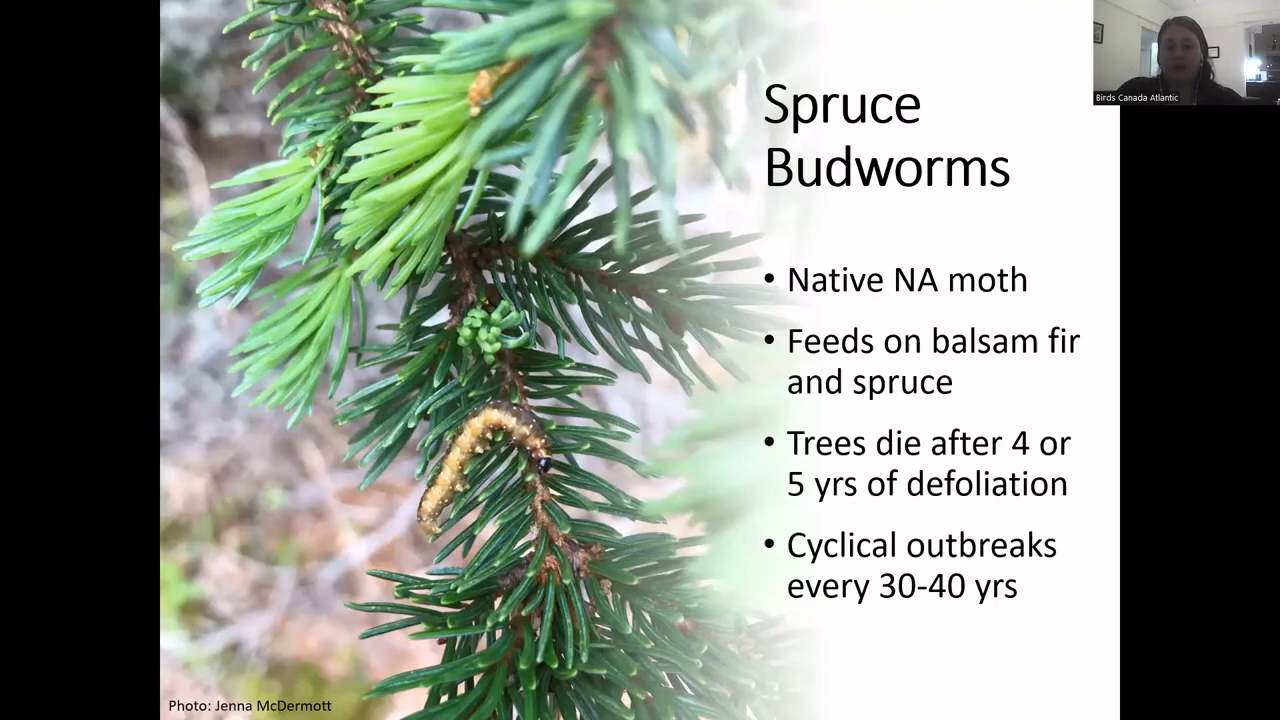 Spruce
Budworms
• Native NA moth
• Feeds on balsam fir
and spruce
• Trees die after 4 or
5 yrs of defoliation
• Cyclical outbreaks
every 30-40 yrs
Photo: Jenna McDermott
Birds Canada Atlantic